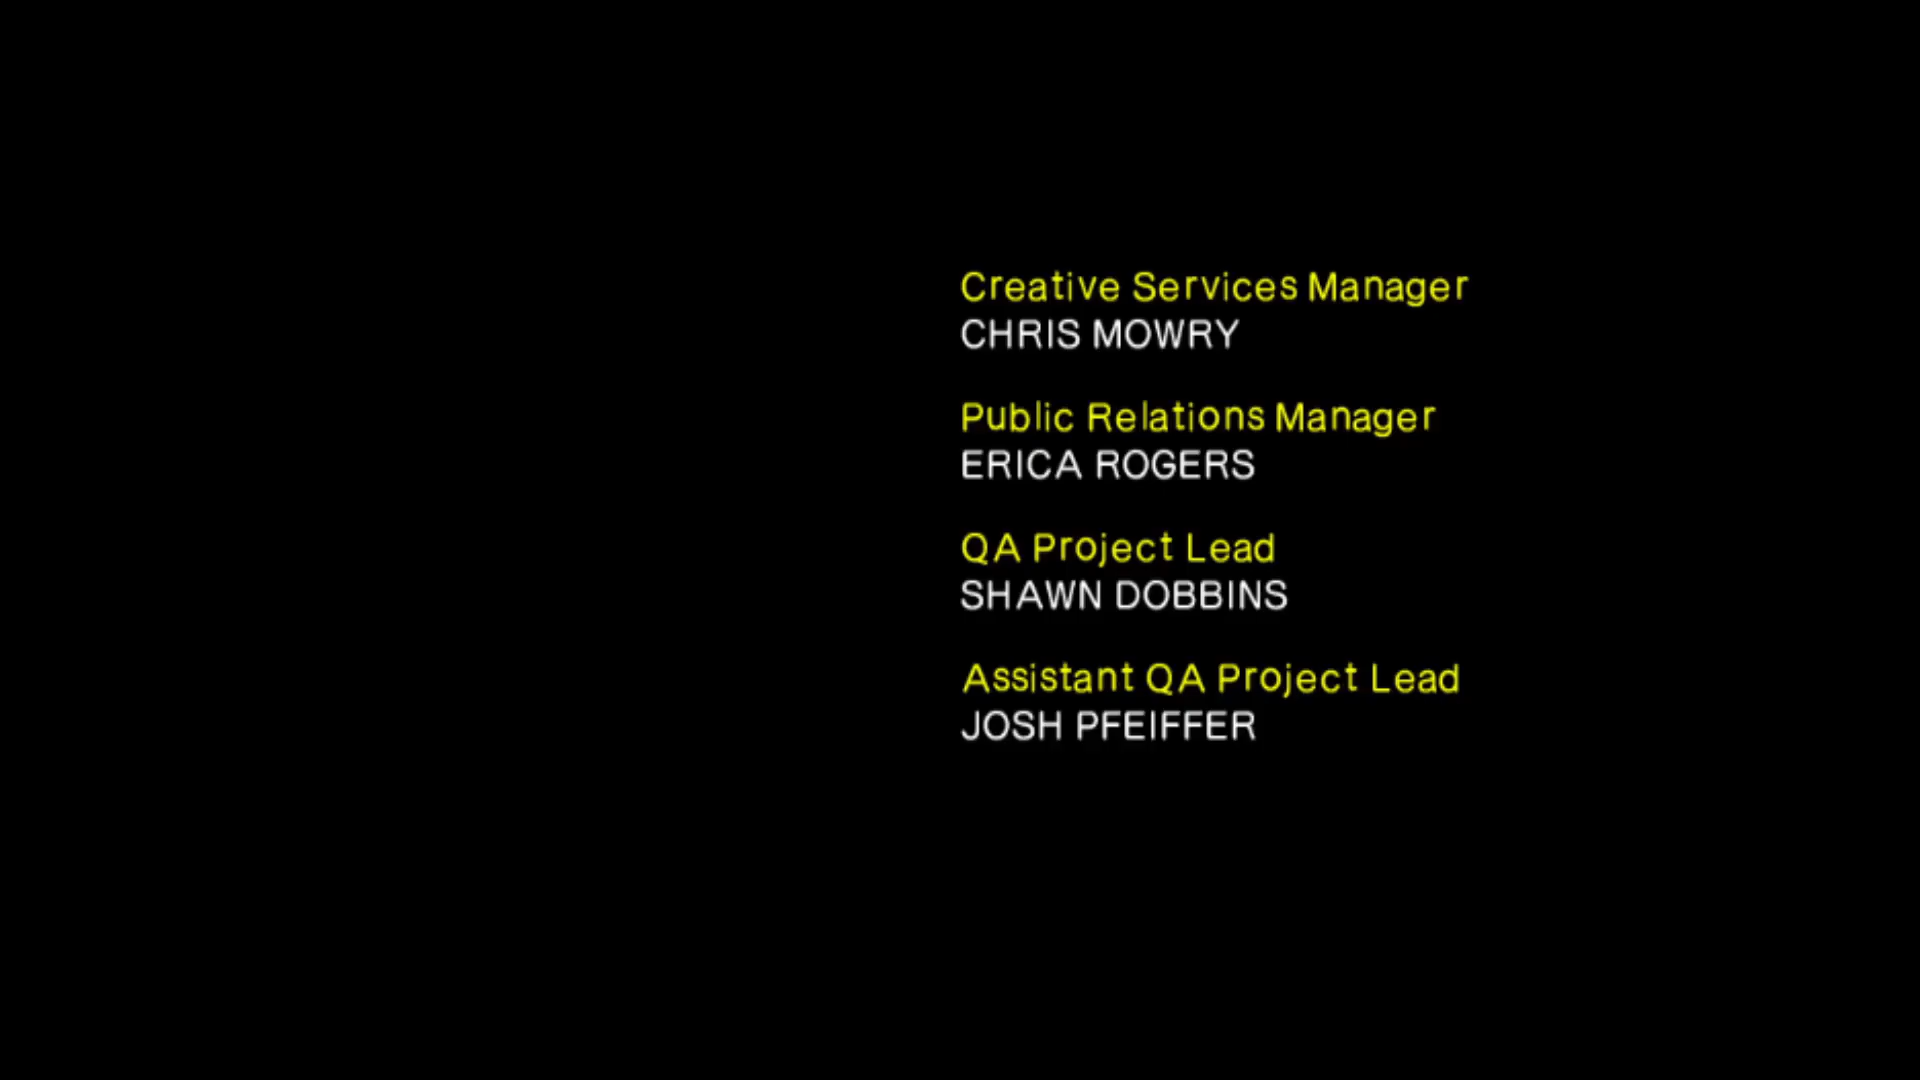 Creative Services Manager
CHRIS MOWRY
Public Relations Manager
ERICA ROGERS
QA Project Lead
SHAWN DOBBINS
Assistant QA Project Lead
JOSH PFEIFFER